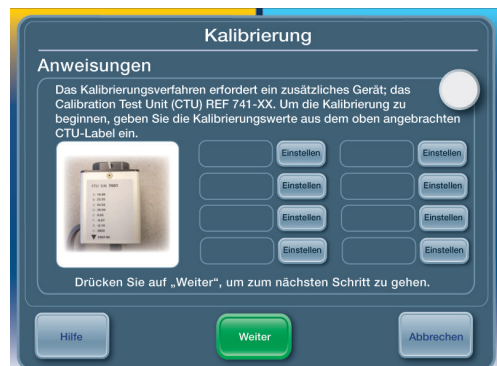 Kalibrierung
Anweisungen
Das Kalibrierungsverfahren erfordert ein zusätzliches Gerät; das
Calibration Test Unit (CTU) REF 741-XX. Um die Kalibrierung zu
beginnen, geben Sie die Kalibrierungswerte aus dem oben angebrachten
CTU-Label ein.
Einstellen Einstellen
Einstellen Einstellen
Einstellen Einstellen
Einstellen Einstellen
Drücken Sie auf „Weiter“, um zum nächsten Schritt zu gehen.
Hilfe Weiter Abbrechen